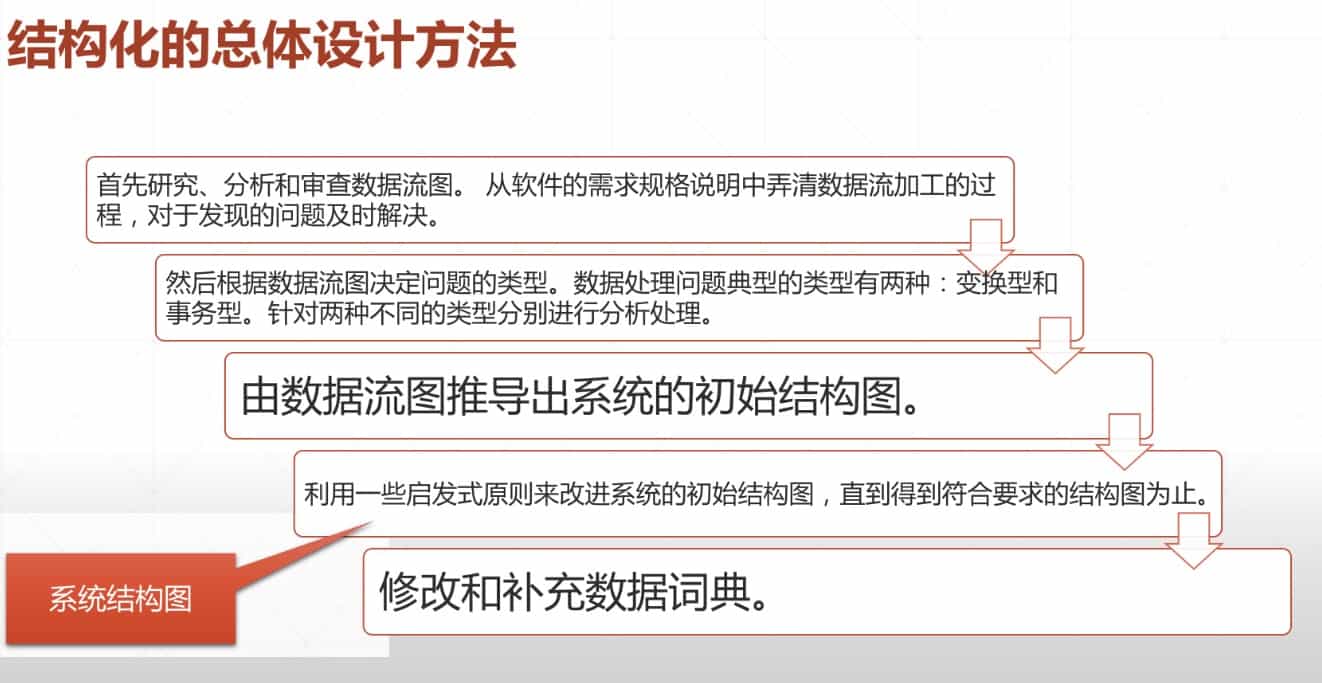 结构化的总体设计方法
首先研究、分析和审查数据流图。 从软件的需求规格说明中弄清数据流加工的过
程，对于发现的问题及时解决。
然后根据数据流图决定问题的类型。数据处理问题典型的类型有两种：变换型和
事务型。针对两种不同的类型分别进行分析处理。
由数据流图推导出系统的初始结构图。
利用一些启发式原则来改进系统的初始结构图，直到得到符合要求的结构图为止。
系统结构图
修改和补充数据词典。